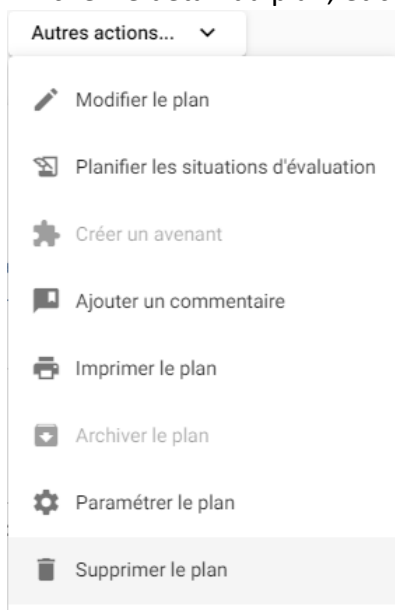 Autres actions...
Modifier le plan
Planifier les situations d'évaluation
Créer un avenant
Ajouter un commentaire
Imprimer le plan
Archiver le plan
Paramétrer le plan
Supprimer le plan